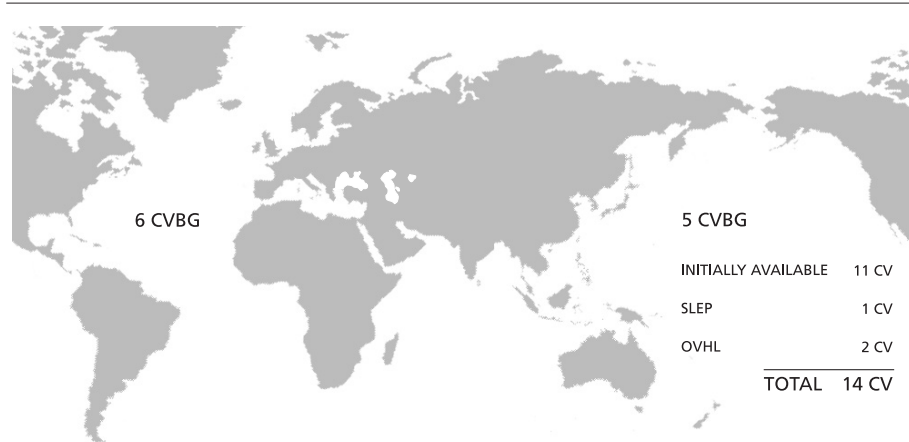 6 CVBG
5 CVBG
INITIALLY AVAILABLE 11 CV
SLEP 1 CV
OVHL 2 CV
TOTAL 14 CV